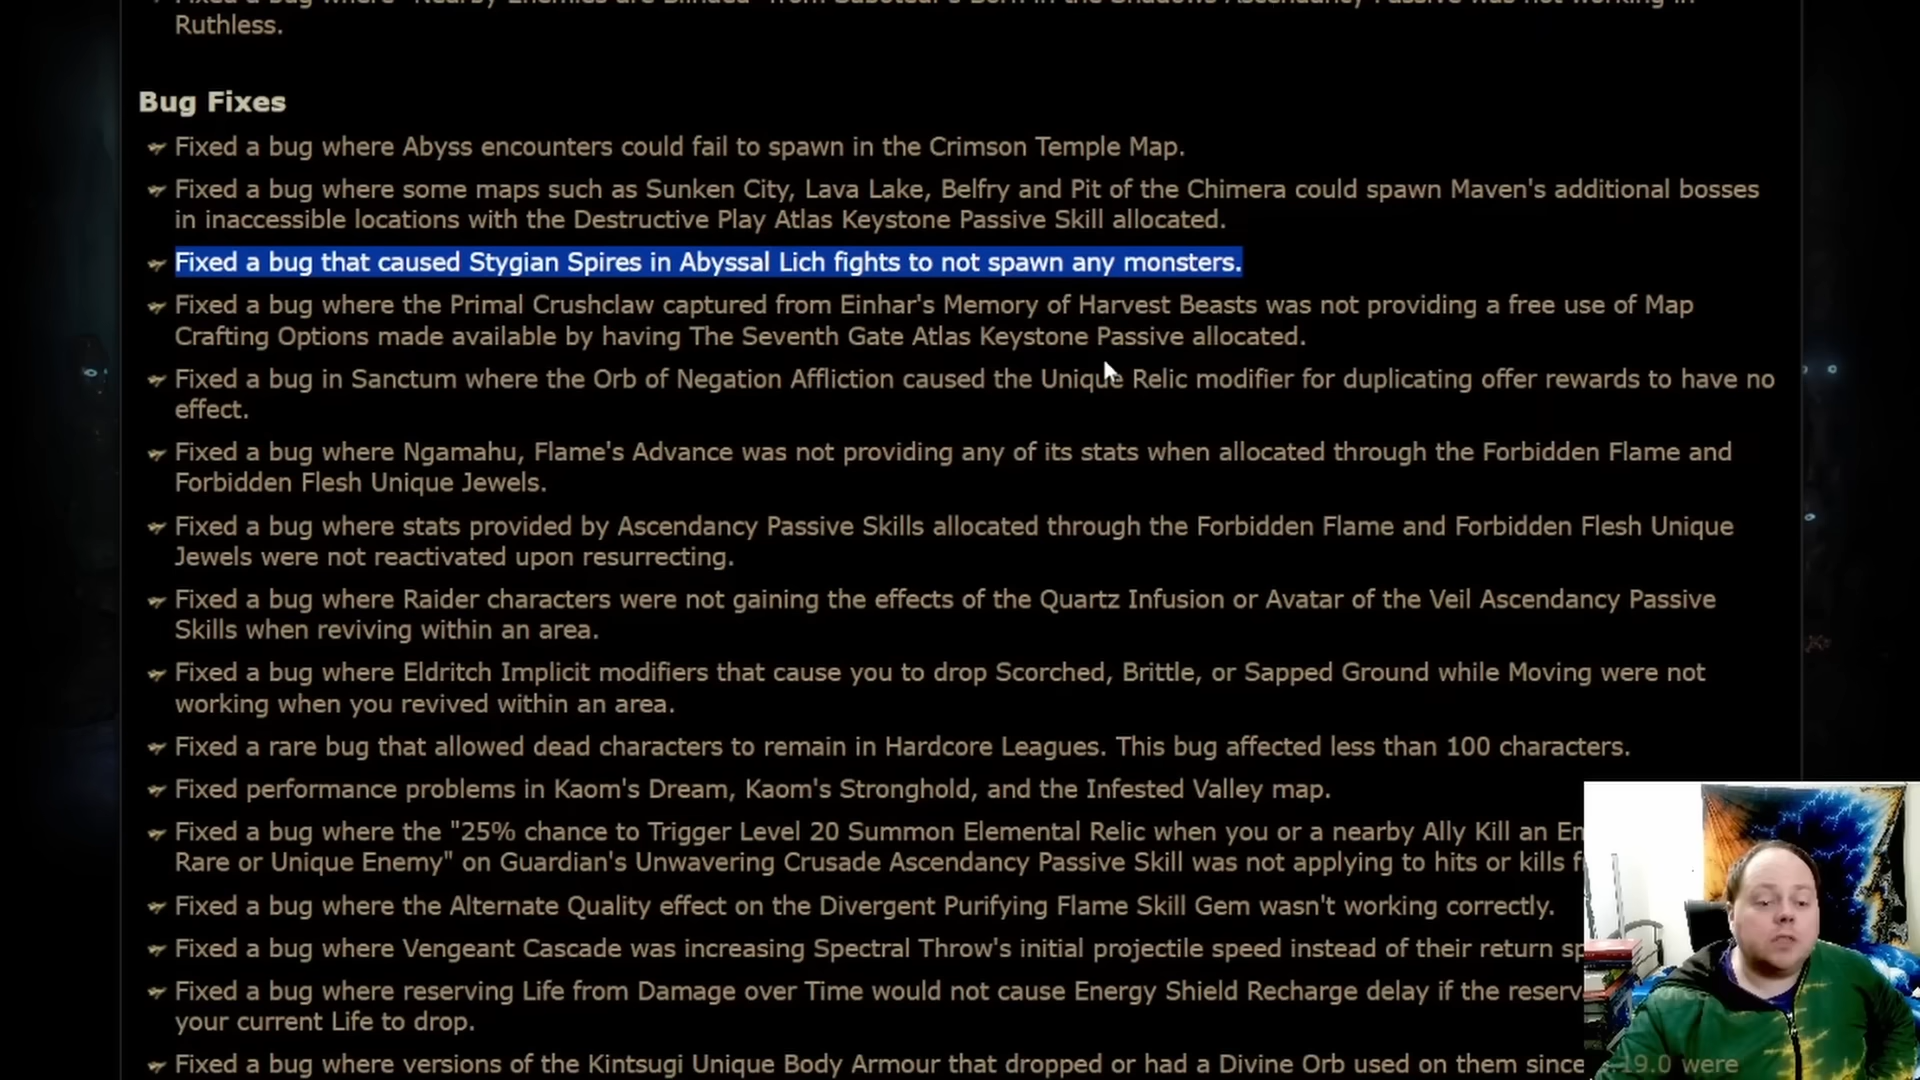 Ruthless.
Bug Fixes
Fixed a bug where Abyss encounters could fail to spawn in the Crimson Temple Map.
Fixed a bug where some maps such as Sunken City, Lava Lake, Belfry and Pit of the Chimera could spawn Maven's additional bosses
in inaccessible locations with the Destructive Play Atlas Keystone Passive Skill allocated.
Fixed a bug that caused Stygian Spires in Abyssal Lich fights to not spawn any monsters.
Fixed a bug where the Primal Crushclaw captured from Einhar's Memory of Harvest Beasts was not providing a free use of Map
Crafting Options made available by having The Seventh Gate Atlas Keystone Passive allocated.
Fixed a bug in Sanctum where the Orb of Negation Affliction caused the Unique Relic modifier for duplicating offer rewards to have no
effect.
Fixed a bug where Ngamahu, Flame's Advance was not providing any of its stats when allocated through the Forbidden Flame and
Forbidden Flesh Unique Jewels.
Fixed a bug where stats provided by Ascendancy Passive Skills allocated through the Forbidden Flame and Forbidden Flesh Unique
Jewels were not reactivated upon resurrecting.
Fixed a bug where Raider characters were not gaining the effects of the Quartz Infusion or Avatar of the Veil Ascendancy Passive
Skills when reviving within an area.
Fixed a bug where Eldritch Implicit modifiers that cause you to drop Scorched, Brittle, or Sapped Ground while Moving were not
working when you revived within an area.
Fixed a rare bug that allowed dead characters to remain in Hardcore Leagues. This bug affected less than 100 characters.
Fixed performance problems in Kaom's Dream, Kaom's Stronghold, and the Infested Valley map.
Fixed a bug where the "25% chance to Trigger Level 20 Summon Elemental Relic when you or a nearby Ally Kill an
Rare or Unique Enemy" on Guardian's Unwavering Crusade Ascendancy Passive Skill was not applying to hits or kills
Fixed a bug where the Alternate Quality effect on the Divergent Purifying Flame Skill Gem wasn't working correctly.
Fixed a bug where Vengeant Cascade was increasing Spectral Throw's initial projectile speed instead of their return
Fixed a bug where reserving Life from Damage over Time would not cause Energy Shield Recharge delay if the
your current Life to drop.
Fixed a bug where versions of the Kintsugi Unique Body Armour that dropped or had a Divine Orb used on them since 19.0 were